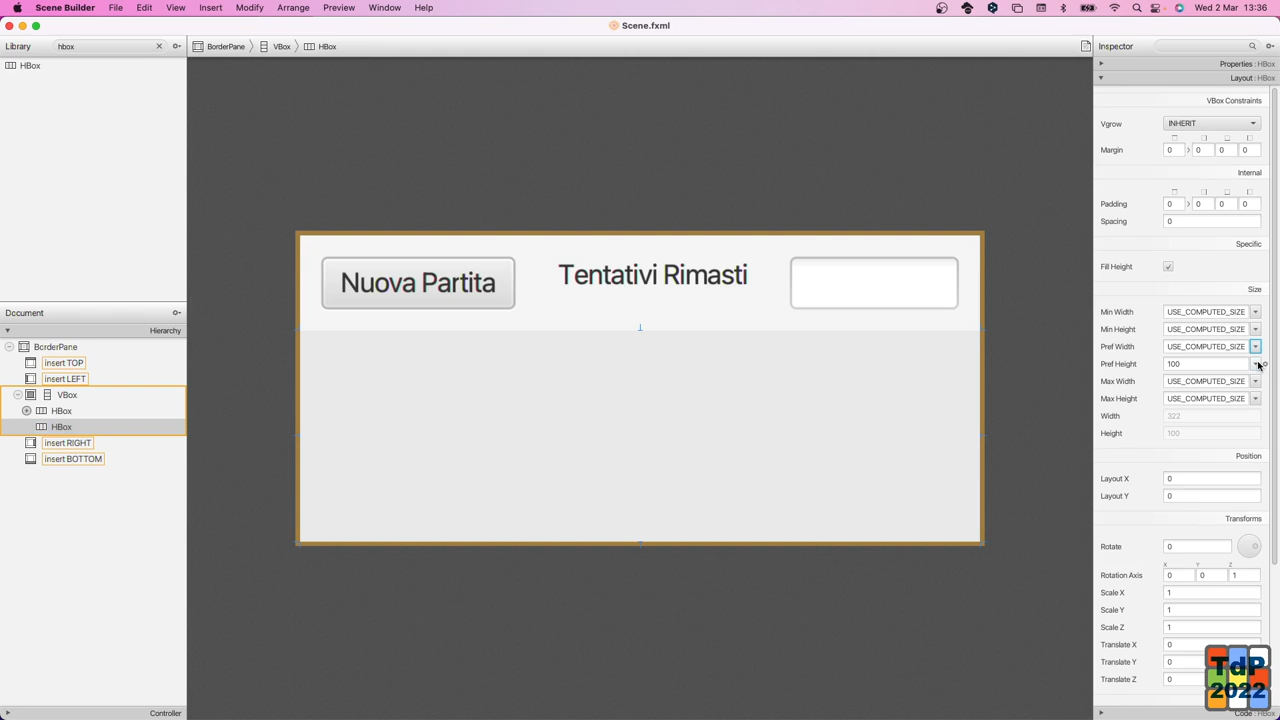 Scene Builder File Edit View Insert Modify Arrange Preview Window Help Wed 2 Mar 13:36
Scene.fxml
Library hbox BorderPane VBox HBox Inspector
HBox
Properties : HBox
Layout : HBox
VBox Constraints
Vgrow INHERIT
Margin 0 0 0 0
Internal
Padding 0 0 0 0
Spacing 0
Specific
Fill Height
Size
Min Width USE_COMPUTED_SIZE
Min Height USE_COMPUTED_SIZE
Pref Width USE_COMPUTED_SIZE
Pref Height 100
Max Width USE_COMPUTED_SIZE
Max Height USE_COMPUTED_SIZE
Width 322
Height 100
Position
Layout X 0
Layout Y 0
Transforms
Rotate 0
X Y Z
Rotation Axis 0 0 1
Scale X 1
Scale Y 1
Scale Z 1
Translate X 0
Translate Y 0
Translate Z 0
Code : HBox
Nuova Partita Tentativi Rimasti
Document
Hierarchy
BorderPane
insert TOP
insert LEFT
VBox
HBox
HBox
insert RIGHT
insert BOTTOM
Controller
TdP
2022